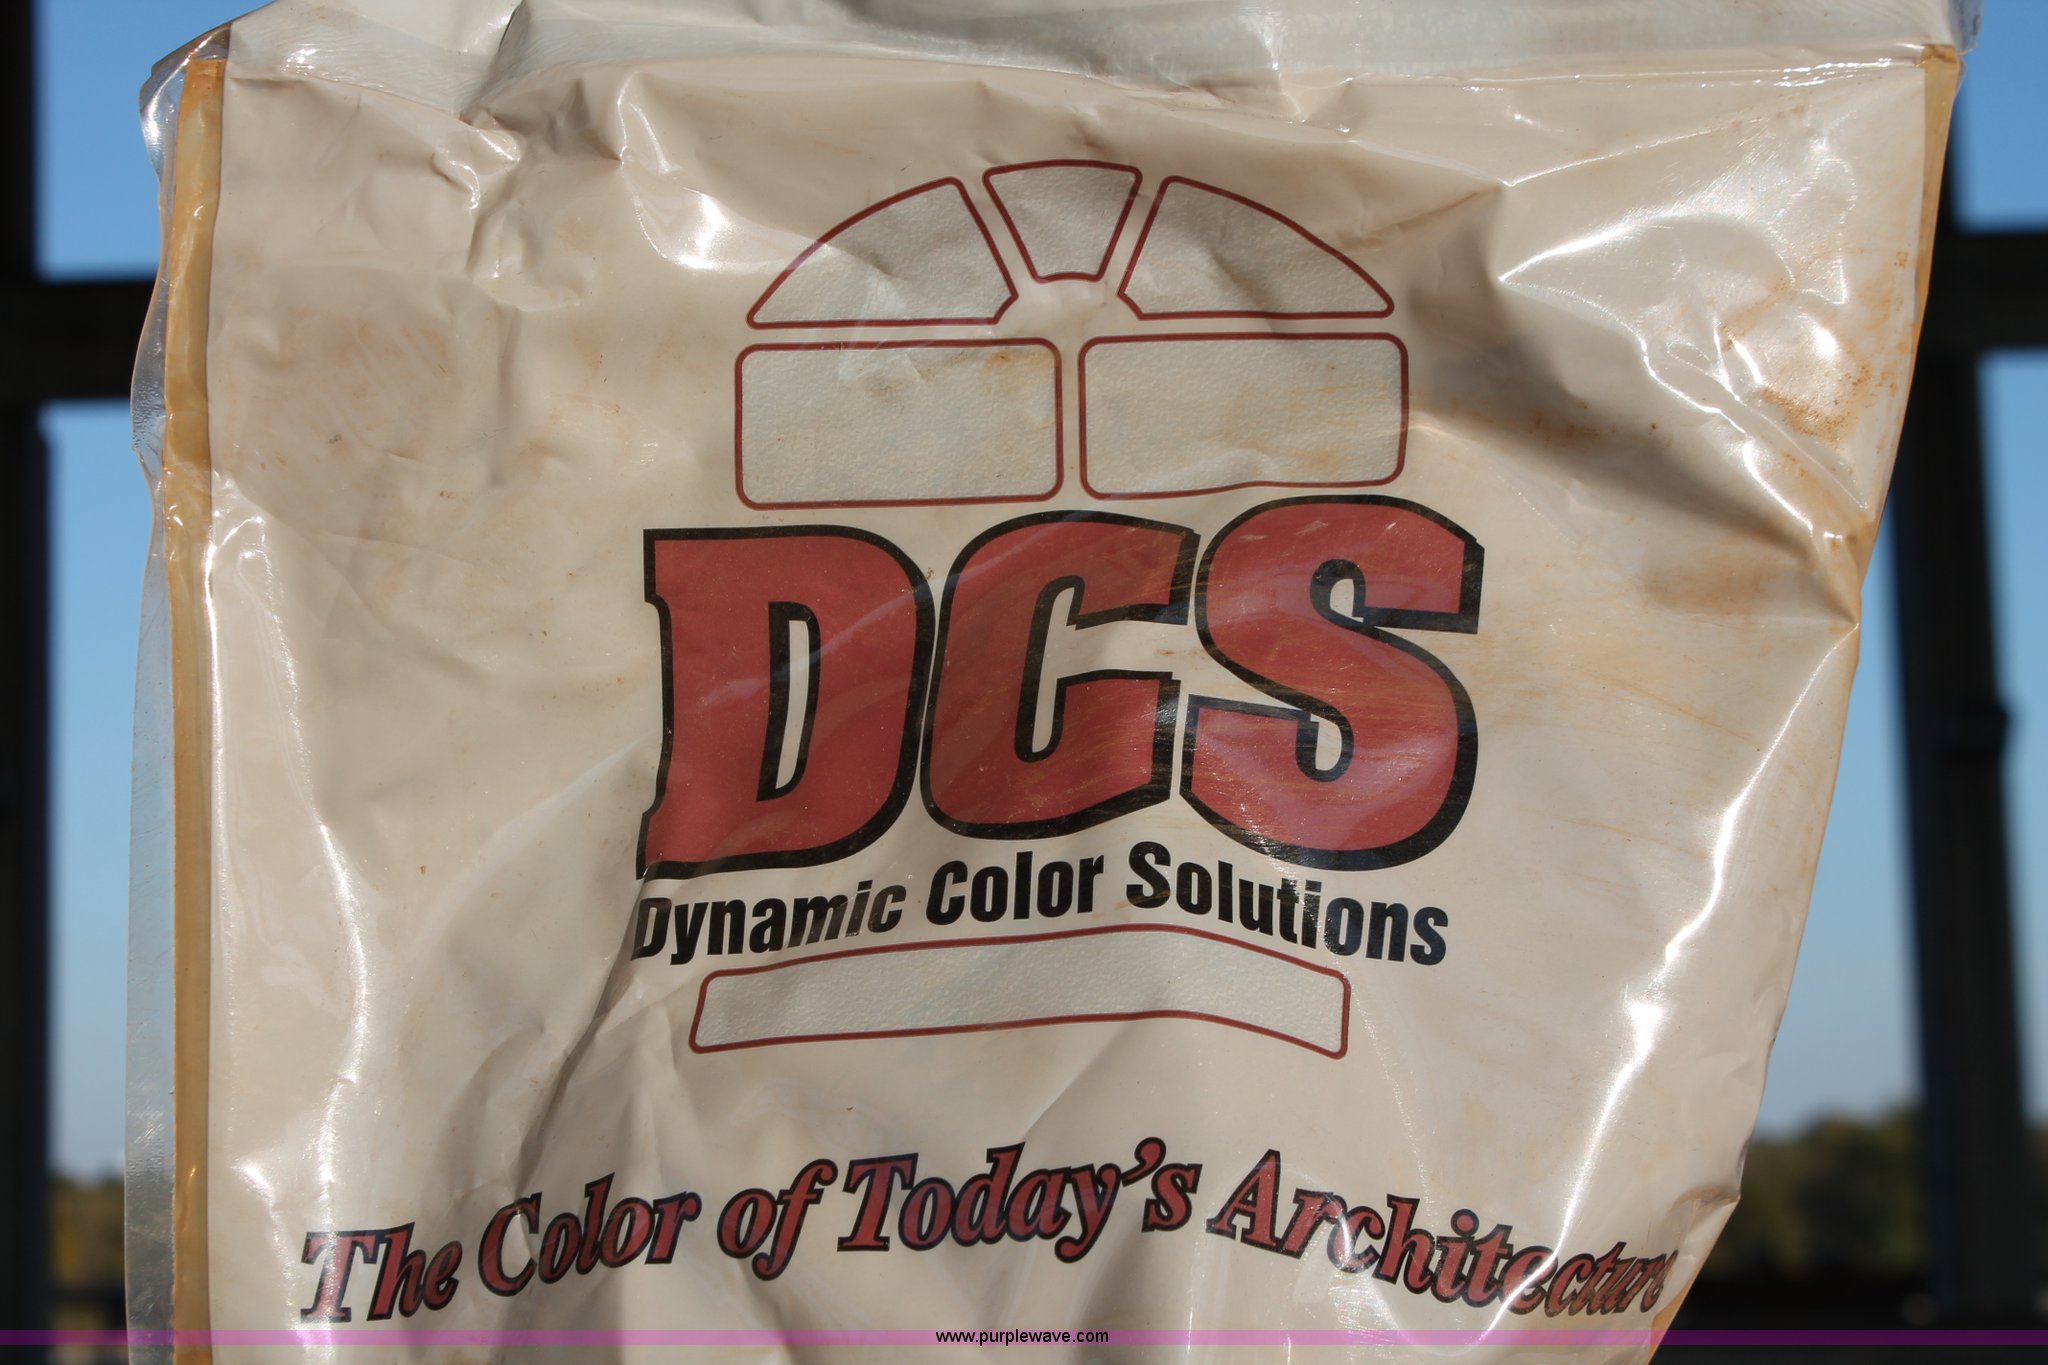 DCS
Dynamic Color Solutions
The Color of Today's Architecture
www.purplewave.com